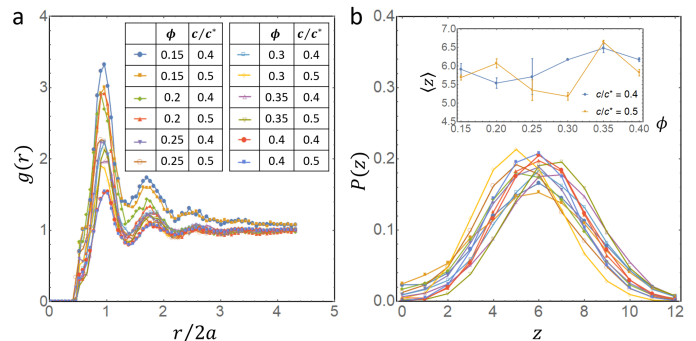 a
4
3
2
1
0
g(r)
0 1 2 3 4 5
r/2a
ϕ c/c* ϕ c/c*
0.15 0.4 0.3 0.4
0.15 0.5 0.3 0.5
0.2 0.4 0.35 0.4
0.2 0.5 0.35 0.5
0.25 0.4 0.4 0.4
0.25 0.5 0.4 0.5
b
0.4
0.3
0.2
0.1
0.0
P(z)
0 2 4 6 8 10 12
z
7.0
6.5
6.0
5.5
5.0
4.5
⟨z⟩
0.15 0.20 0.25 0.30 0.35 0.40
ϕ
c/c* = 0.4
c/c* = 0.5